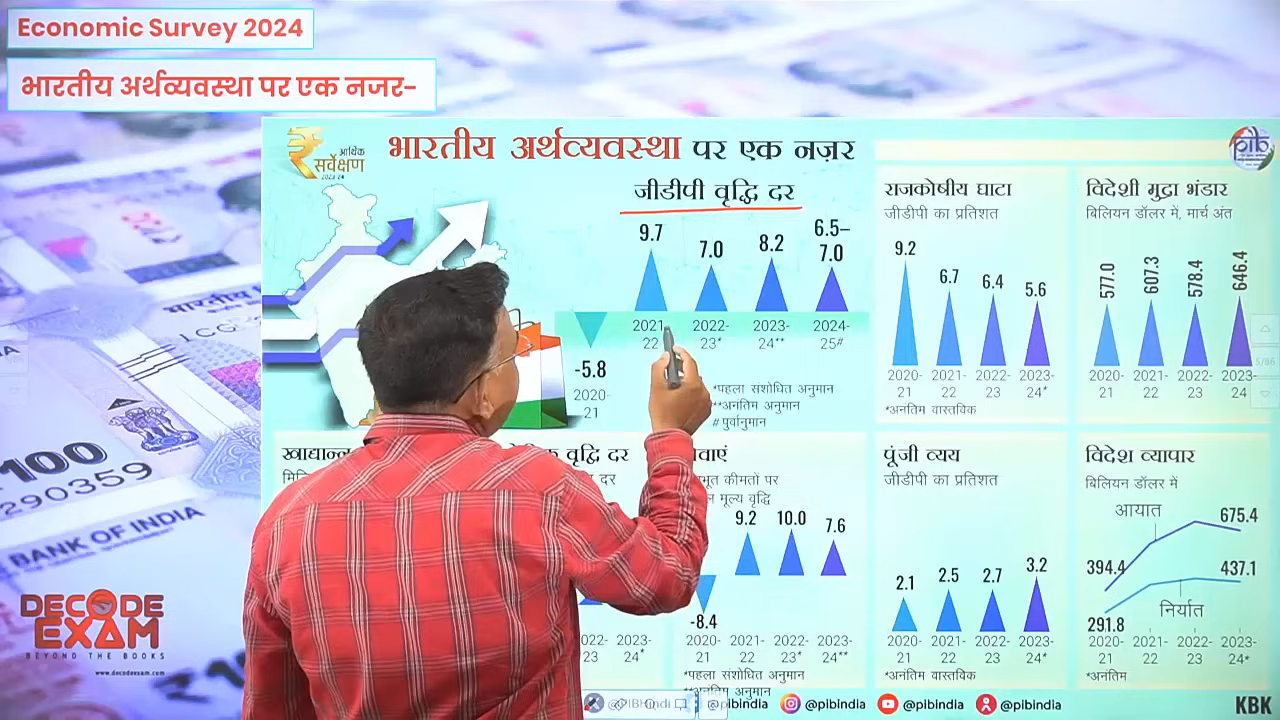 Economic Survey 2024
भारतीय अर्थव्यवस्था पर एक नजर-
आर्थिक
सर्वेक्षण
2023-24
भारतीय अर्थव्यवस्था पर एक नज़र
pib
जीडीपी वृद्धि दर
9.7
7.0
8.2
6.5–
7.0
2021-
22
2022-
23*
2023-
24**
2024-
25#
-5.8
2020-
21
*पहला संशोधित अनुमान
**अनंतिम अनुमान
# पुर्वानुमान
राजकोषीय घाटा
जीडीपी का प्रतिशत
9.2
6.7
6.4
5.6
2020-
21
2021-
22
2022-
23
2023-
24*
*अनंतिम वास्तविक
विदेशी मुद्रा भंडार
बिलियन डॉलर में, मार्च अंत
577.0
607.3
578.4
646.4
2020-
21
2021-
22
2022-
23
2023-
24
5/86
वृद्धि दर
दर
मूल्य वृद्धि
9.2
10.0
7.6
-8.4
2022-
23
2023-
24*
2020-
21
2021-
22
2022-
23*
2023-
24**
*पहला संशोधित अनुमान
**अनंतिम अनुमान
पूंजी व्यय
जीडीपी का प्रतिशत
2.1
2.5
2.7
3.2
2020-
21
2021-
22
2022-
23
2023-
24*
*अनंतिम वास्तविक
विदेश व्यापार
बिलियन डॉलर में
आयात
675.4
394.4
437.1
निर्यात
291.8
2020-
21
2021-
22
2022-
23
2023-
24*
*अनंतिम
@pibindia
@pibindia
@pibindia
@pibindia
KBK
100
290359
BANK OF INDIA
DECODE
EXAM
BEYOND THE BOOKS
www.decodeexam.com